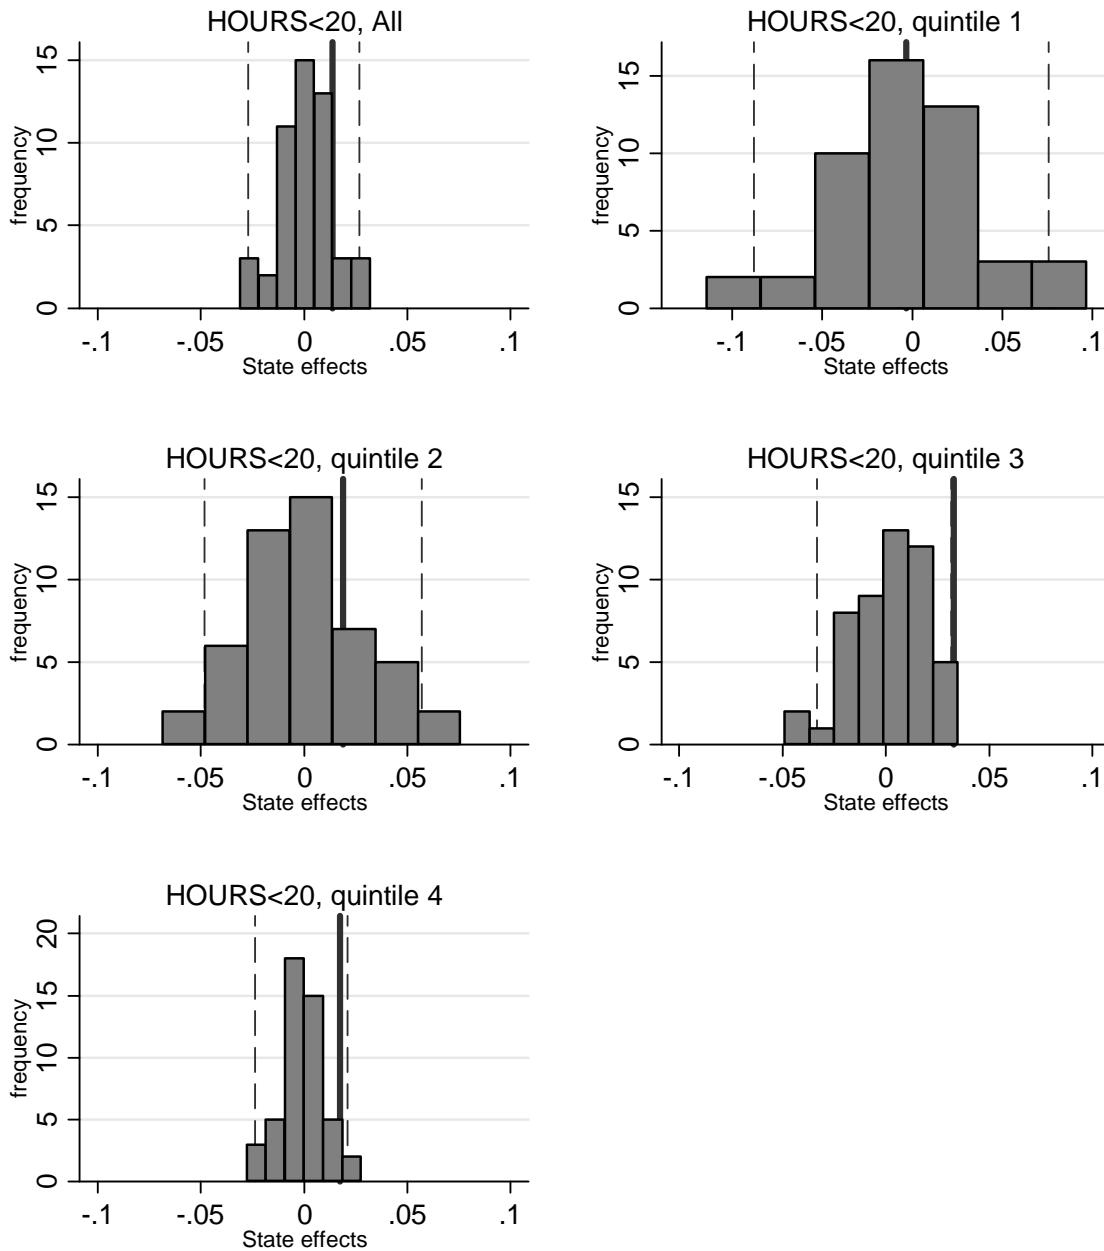 HOURS<20, All
15
10
5
0
frequency
-.1 -.05 0 .05 .1
State effects
HOURS<20, quintile 1
15
10
5
0
frequency
-.1 -.05 0 .05 .1
State effects
HOURS<20, quintile 2
15
10
5
0
frequency
-.1 -.05 0 .05 .1
State effects
HOURS<20, quintile 3
15
10
5
0
frequency
-.1 -.05 0 .05 .1
State effects
HOURS<20, quintile 4
20
15
10
5
0
frequency
-.1 -.05 0 .05 .1
State effects